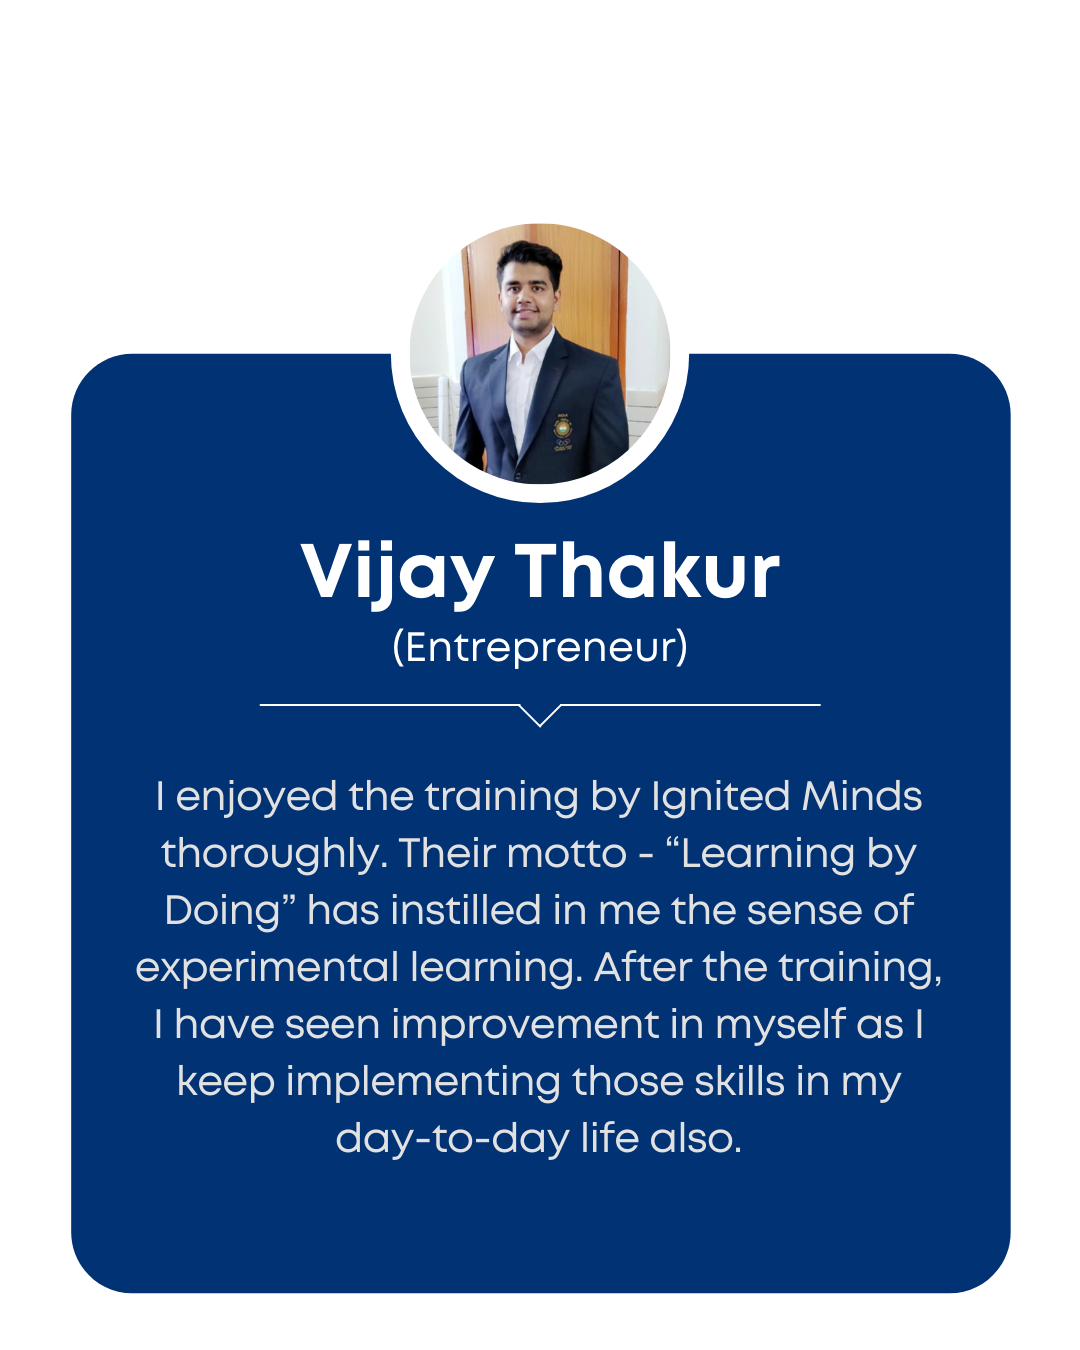 Vijay Thakur
(Entrepreneur)
I enjoyed the training by Ignited Minds
thoroughly. Their motto - “Learning by
Doing” has instilled in me the sense of
experimental learning. After the training,
I have seen improvement in myself as I
keep implementing those skills in my
day-to-day life also.